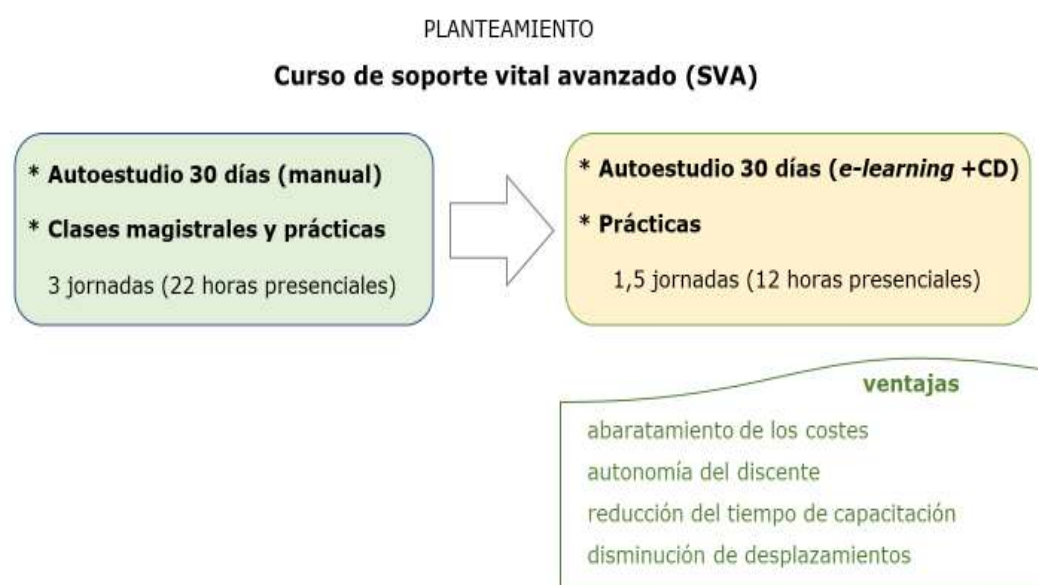 PLANTEAMIENTO
Curso de soporte vital avanzado (SVA)
* Autoestudio 30 días (manual)
* Clases magistrales y prácticas
3 jornadas (22 horas presenciales)
* Autoestudio 30 días (e-learning +CD)
* Prácticas
1,5 jornadas (12 horas presenciales)
ventajas
abaratamiento de los costes
autonomía del discente
reducción del tiempo de capacitación
disminución de desplazamientos